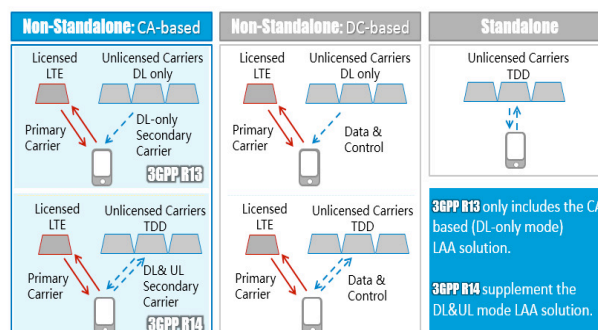 Non-Standalone: CA-based
Licensed
LTE
Unlicensed Carriers
DL only
Primary
Carrier
DL-only
Secondary
Carrier
3GPP R13
Licensed
LTE
Unlicensed Carriers
TDD
Primary
Carrier
DL& UL
Secondary
Carrier
3GPP R14
Non-Standalone: DC-based
Licensed
LTE
Unlicensed Carriers
DL only
Primary
Carrier
Data &
Control
Licensed
LTE
Unlicensed Carriers
TDD
Primary
Carrier
Data &
Control
Standalone
Unlicensed Carriers
TDD
3GPP R13 only includes the CA
based (DL-only mode)
LAA solution.
3GPP R14 supplement the
DL&UL mode LAA solution.